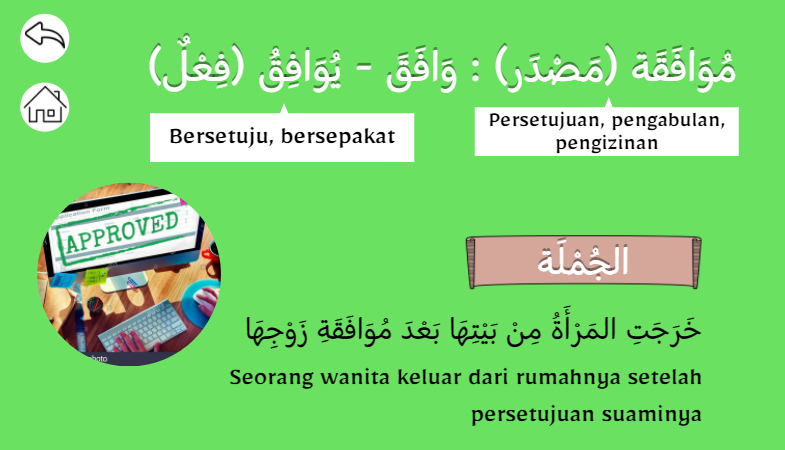 مُوَافَقَة (مَصْدَر) : وَافَقَ - يُوَافِقُ (فِعْلٌ)
Persetujuan, pengabulan,
pengizinan
Bersetuju, bersepakat
APPROVED
الجُمْلَة
خَرَجَتِ المَرْأَةُ مِنْ بَيْتِهَا بَعْدَ مُوَافَقَةِ زَوْجِهَا
Seorang wanita keluar dari rumahnya setelah
persetujuan suaminya